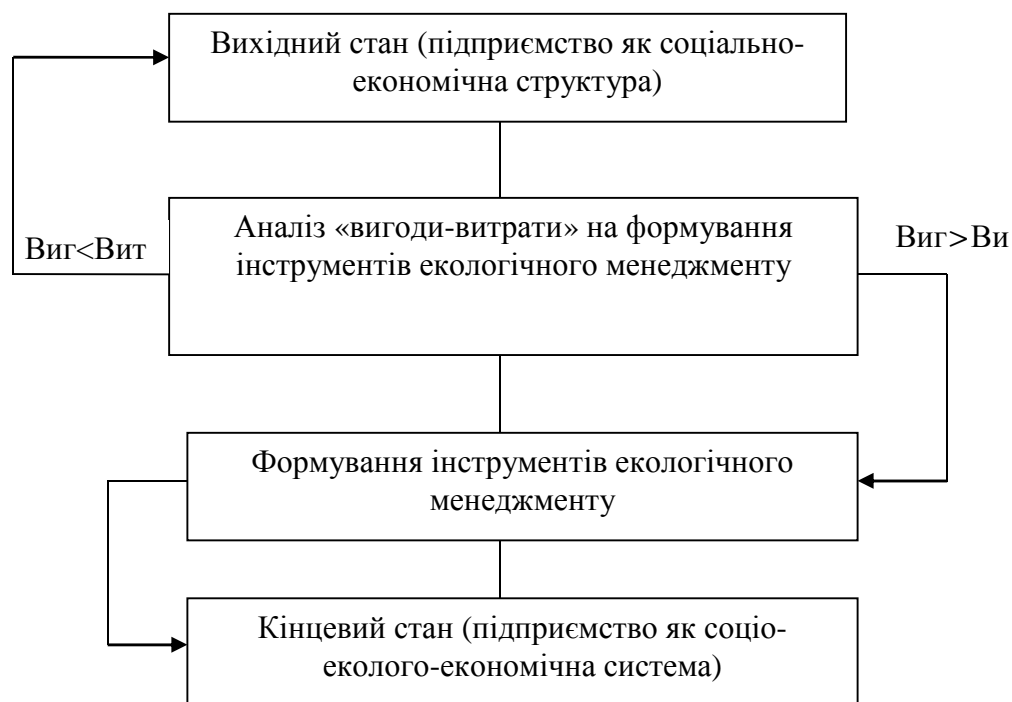 Вихідний стан (підприємство як соціально-
економічна структура)
Аналіз «вигоди-витрати» на формування
інструментів екологічного менеджменту
Виг<Вит
Виг>Ви
Формування інструментів екологічного
менеджменту
Кінцевий стан (підприємство як соціо-
еколого-економічна система)